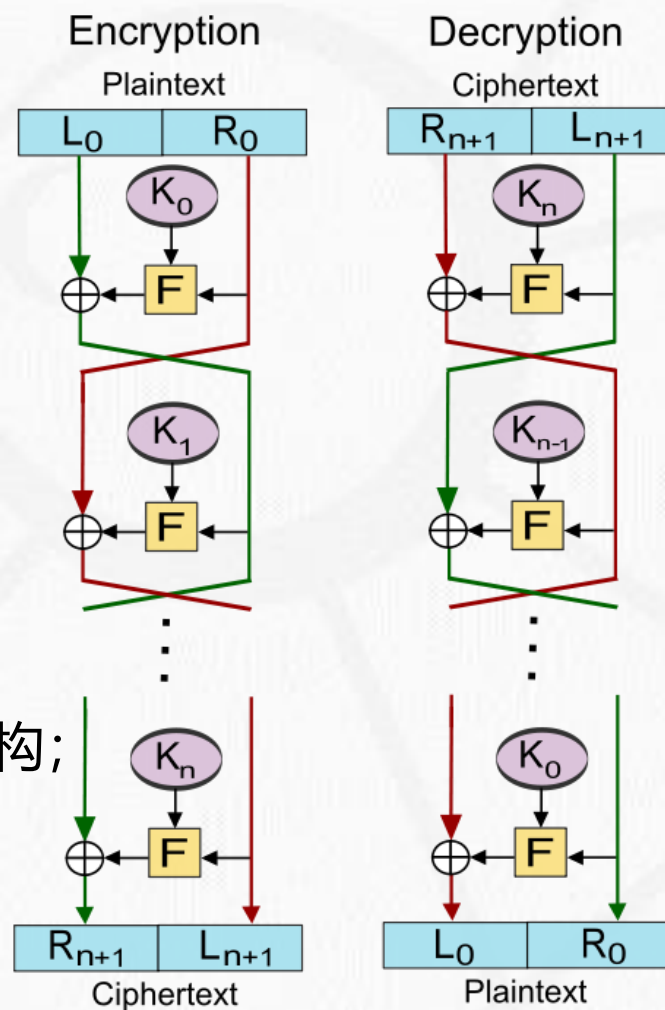 Encryption
Plaintext
L0 R0
K0
F
K1
F
构；
Kn
F
Rn+1 Ln+1
Ciphertext
Decryption
Ciphertext
Rn+1 Ln+1
Kn
F
Kn-1
F
K0
F
L0 R0
Plaintext